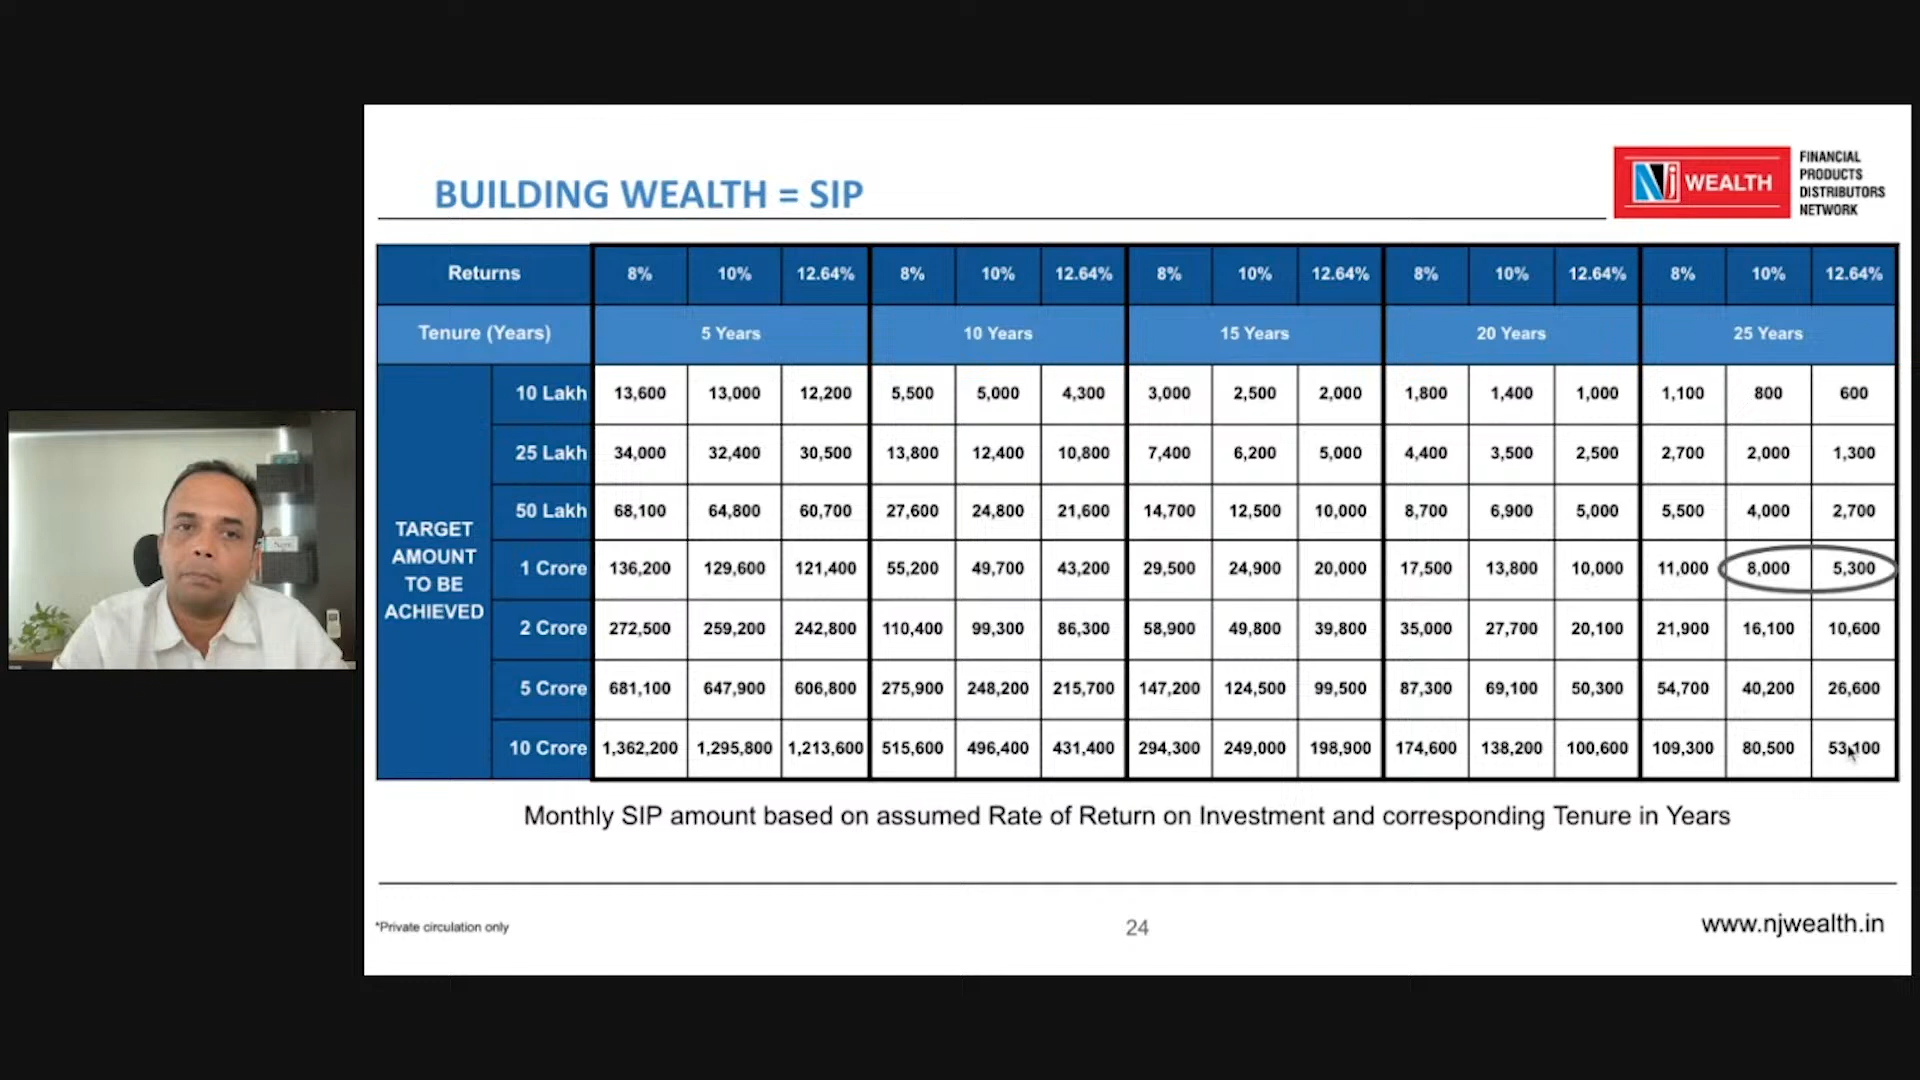 BUILDING WEALTH = SIP
Nj WEALTH
FINANCIAL
PRODUCTS
DISTRIBUTORS
NETWORK
Returns 8% 10% 12.64% 8% 10% 12.64% 8% 10% 12.64% 8% 10% 12.64% 8% 10% 12.64%
Tenure (Years) 5 Years 10 Years 15 Years 20 Years 25 Years
TARGET
AMOUNT
TO BE
ACHIEVED
10 Lakh 13,600 13,000 12,200 5,500 5,000 4,300 3,000 2,500 2,000 1,800 1,400 1,000 1,100 800 600
25 Lakh 34,000 32,400 30,500 13,800 12,400 10,800 7,400 6,200 5,000 4,400 3,500 2,500 2,700 2,000 1,300
50 Lakh 68,100 64,800 60,700 27,600 24,800 21,600 14,700 12,500 10,000 8,700 6,900 5,000 5,500 4,000 2,700
1 Crore 136,200 129,600 121,400 55,200 49,700 43,200 29,500 24,900 20,000 17,500 13,800 10,000 11,000 8,000 5,300
2 Crore 272,500 259,200 242,800 110,400 99,300 86,300 58,900 49,800 39,800 35,000 27,700 20,100 21,900 16,100 10,600
5 Crore 681,100 647,900 606,800 275,900 248,200 215,700 147,200 124,500 99,500 87,300 69,100 50,300 54,700 40,200 26,600
10 Crore 1,362,200 1,295,800 1,213,600 515,600 496,400 431,400 294,300 249,000 198,900 174,600 138,200 100,600 109,300 80,500 53,100
Monthly SIP amount based on assumed Rate of Return on Investment and corresponding Tenure in Years
*Private circulation only
24
www.njwealth.in